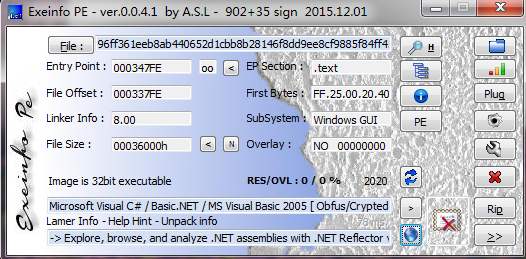 Exeinfo PE - ver.0.0.4.1 by A.S.L - 902+35 sign 2015.12.01
File : 96ff361eeb8ab440652d1cbb8b28146f8dd9ee8cf9885f84ff4 H
Entry Point : 000347FE oo < EP Section : .text
File Offset : 000337FE First Bytes : FF.25.00.20.40 Plug
Linker Info : 8.00 SubSystem : Windows GUI PE
File Size : 00036000h < N Overlay : NO 00000000
Image is 32bit executable RES/OVL : 0 / 0 % 2020
Microsoft Visual C# / Basic.NET / MS Visual Basic 2005 [ Obfus/Crypted > Rip
Lamer Info - Help Hint - Unpack info
-> Explore, browse, and analyze .NET assemblies with .NET Reflector v >>
Exeinfo Pe